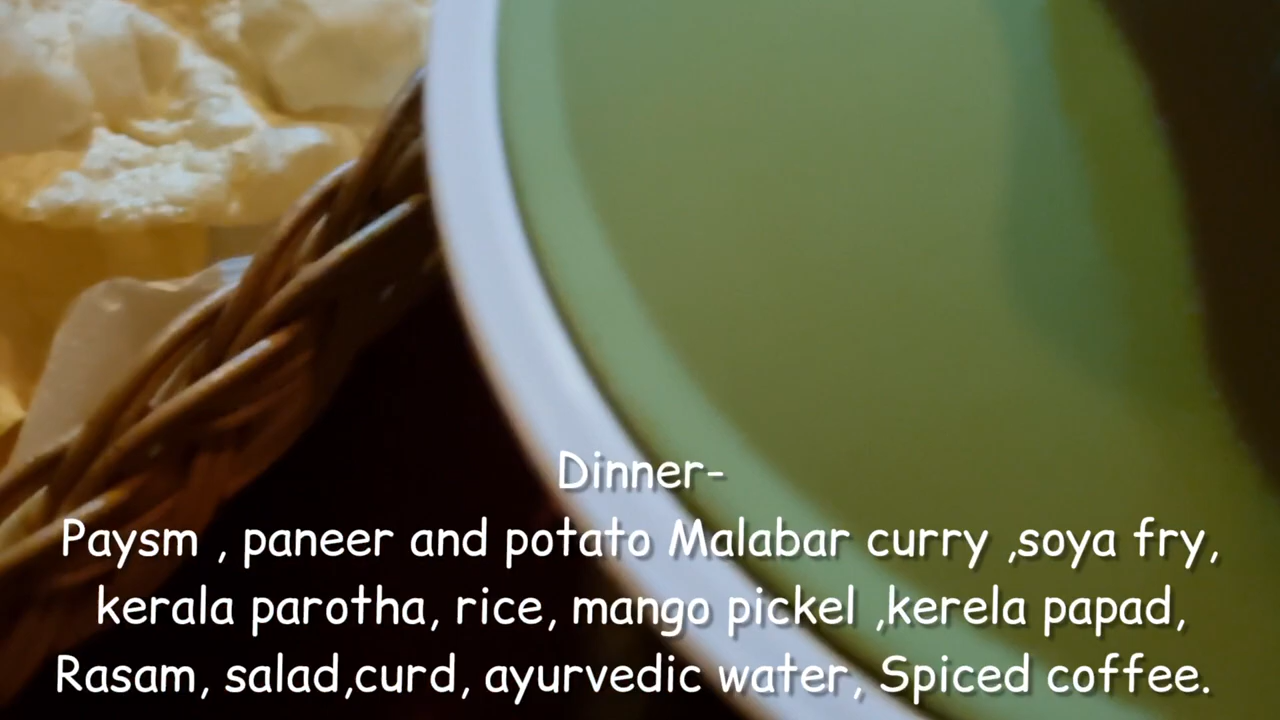 Dinner-
Paysm , paneer and potato Malabar curry ,soya fry,
kerala parotha, rice, mango pickel ,kerela papad,
Rasam, salad,curd, ayurvedic water, Spiced coffee.